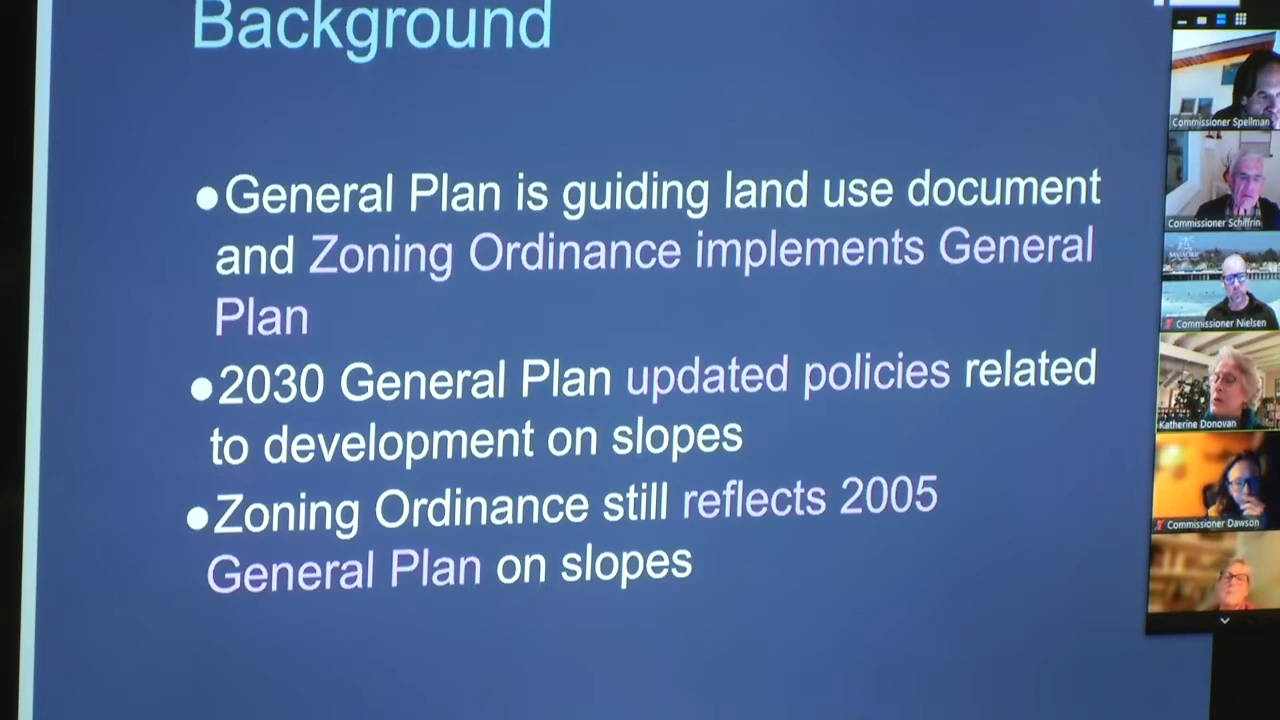 Background
●General Plan is guiding land use document
and Zoning Ordinance implements General
Plan
●2030 General Plan updated policies related
to development on slopes
●Zoning Ordinance still reflects 2005
General Plan on slopes
Commissioner Spellman
Commissioner Schiffrin
Commissioner Nielsen
Katherine Donovan
Commissioner Dawson